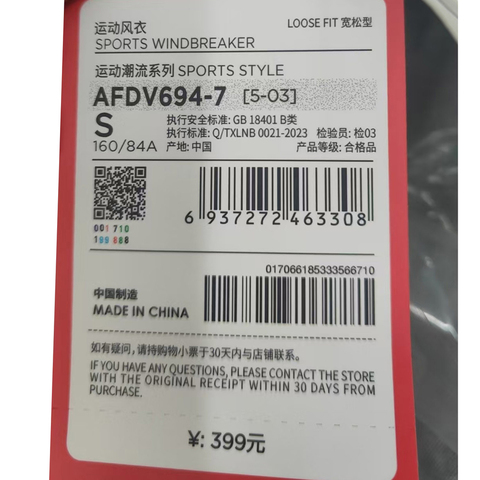 运动风衣
LOOSE FIT 宽松型
SPORTS WINDBREAKER
运动潮流系列 SPORTS STYLE
AFDV694-7 [5-03]
S
160/84A
执行安全标准: GB 18401 B类
执行标准: Q/TXLNB 0021-2023 检验员: 检03
产地: 中国 产品等级: 合格品
001 710
199 888
6 937272 463308
017066185333566710
中国制造
MADE IN CHINA
如有疑问，请持购物小票于30天内与店铺联系。
IF YOU HAVE ANY QUESTIONS, PLEASE CONTACT THE STORE
WITH THE ORIGINAL RECEIPT WITHIN 30 DAYS FROM
PURCHASE.
¥: 399元